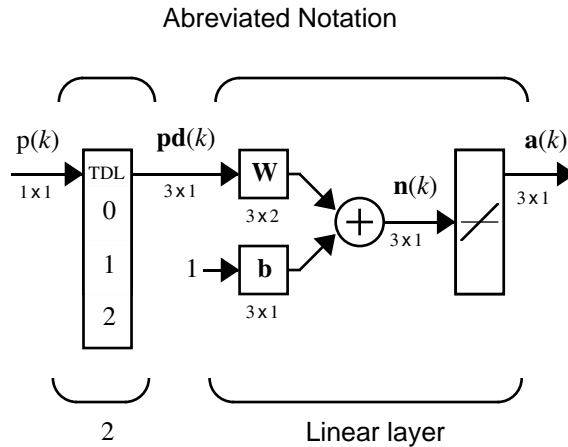 Abreviated Notation
p(k)
1 x 1
TDL
0
1
2
pd(k)
3 x 1
W
3 x 2
1
b
3 x 1
n(k)
3 x 1
a(k)
3 x 1
2
Linear layer